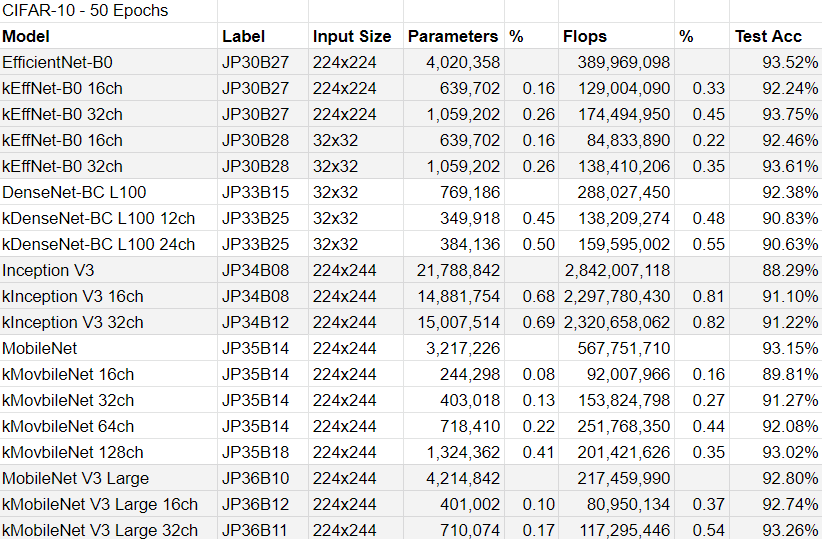 CIFAR-10 - 50 Epochs
Model Label Input Size Parameters % Flops % Test Acc
EfficientNet-B0 JP30B27 224x224 4,020,358 389,969,098 93.52%
kEffNet-B0 16ch JP30B27 224x224 639,702 0.16 129,004,090 0.33 92.24%
kEffNet-B0 32ch JP30B27 224x224 1,059,202 0.26 174,494,950 0.45 93.75%
kEffNet-B0 16ch JP30B28 32x32 639,702 0.16 84,833,890 0.22 92.46%
kEffNet-B0 32ch JP30B28 32x32 1,059,202 0.26 138,410,206 0.35 93.61%
DenseNet-BC L100 JP33B15 32x32 769,186 288,027,450 92.38%
kDenseNet-BC L100 12ch JP33B25 32x32 349,918 0.45 138,209,274 0.48 90.83%
kDenseNet-BC L100 24ch JP33B25 32x32 384,136 0.50 159,595,002 0.55 90.63%
Inception V3 JP34B08 224x244 21,788,842 2,842,007,118 88.29%
kInception V3 16ch JP34B08 224x244 14,881,754 0.68 2,297,780,430 0.81 91.10%
kInception V3 32ch JP34B12 224x244 15,007,514 0.69 2,320,658,062 0.82 91.22%
MobileNet JP35B14 224x244 3,217,226 567,751,710 93.15%
kMovbileNet 16ch JP35B14 224x244 244,298 0.08 92,007,966 0.16 89.81%
kMovbileNet 32ch JP35B14 224x244 403,018 0.13 153,824,798 0.27 91.27%
kMovbileNet 64ch JP35B14 224x244 718,410 0.22 251,768,350 0.44 92.08%
kMovbileNet 128ch JP35B18 224x244 1,324,362 0.41 201,421,626 0.35 93.02%
MobileNet V3 Large JP36B10 224x244 4,214,842 217,459,990 92.80%
kMobileNet V3 Large 16ch JP36B12 224x244 401,002 0.10 80,950,134 0.37 92.74%
kMobileNet V3 Large 32ch JP36B11 224x244 710,074 0.17 117,295,446 0.54 93.26%